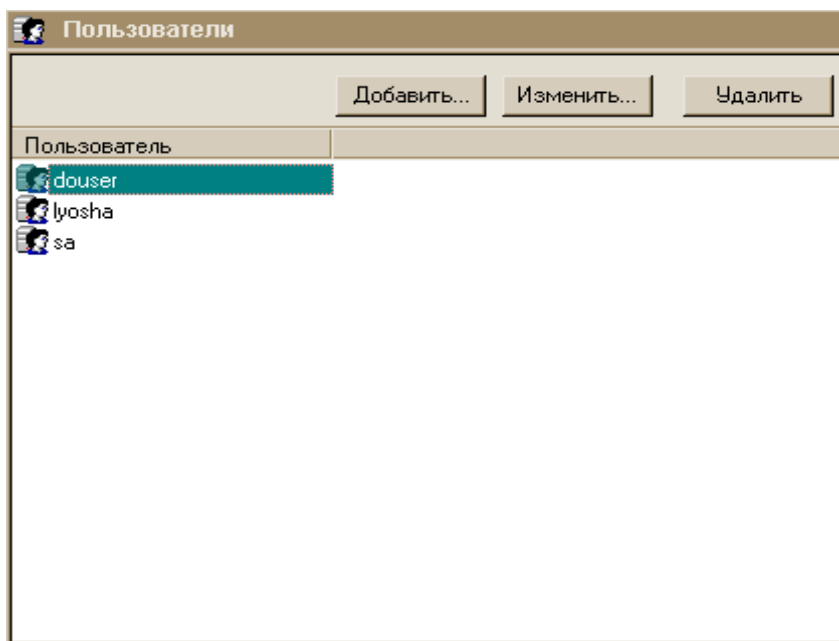 Пользователи
Добавить... Изменить... Удалить
Пользователь
douser
lyosha
sa